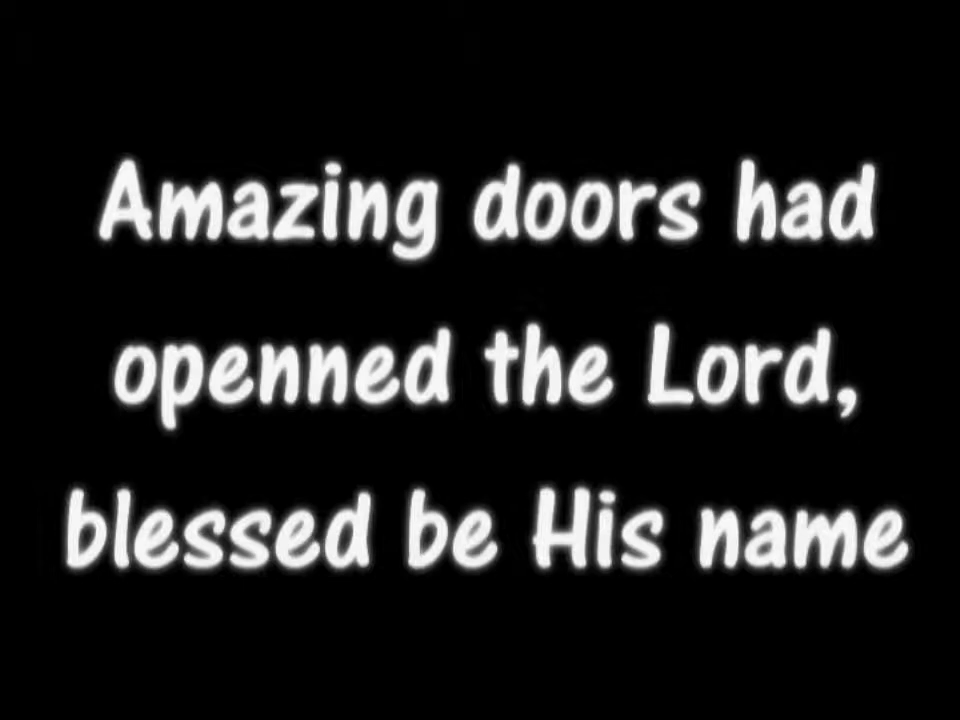 Amazing doors had
openned the Lord,
blessed be His name